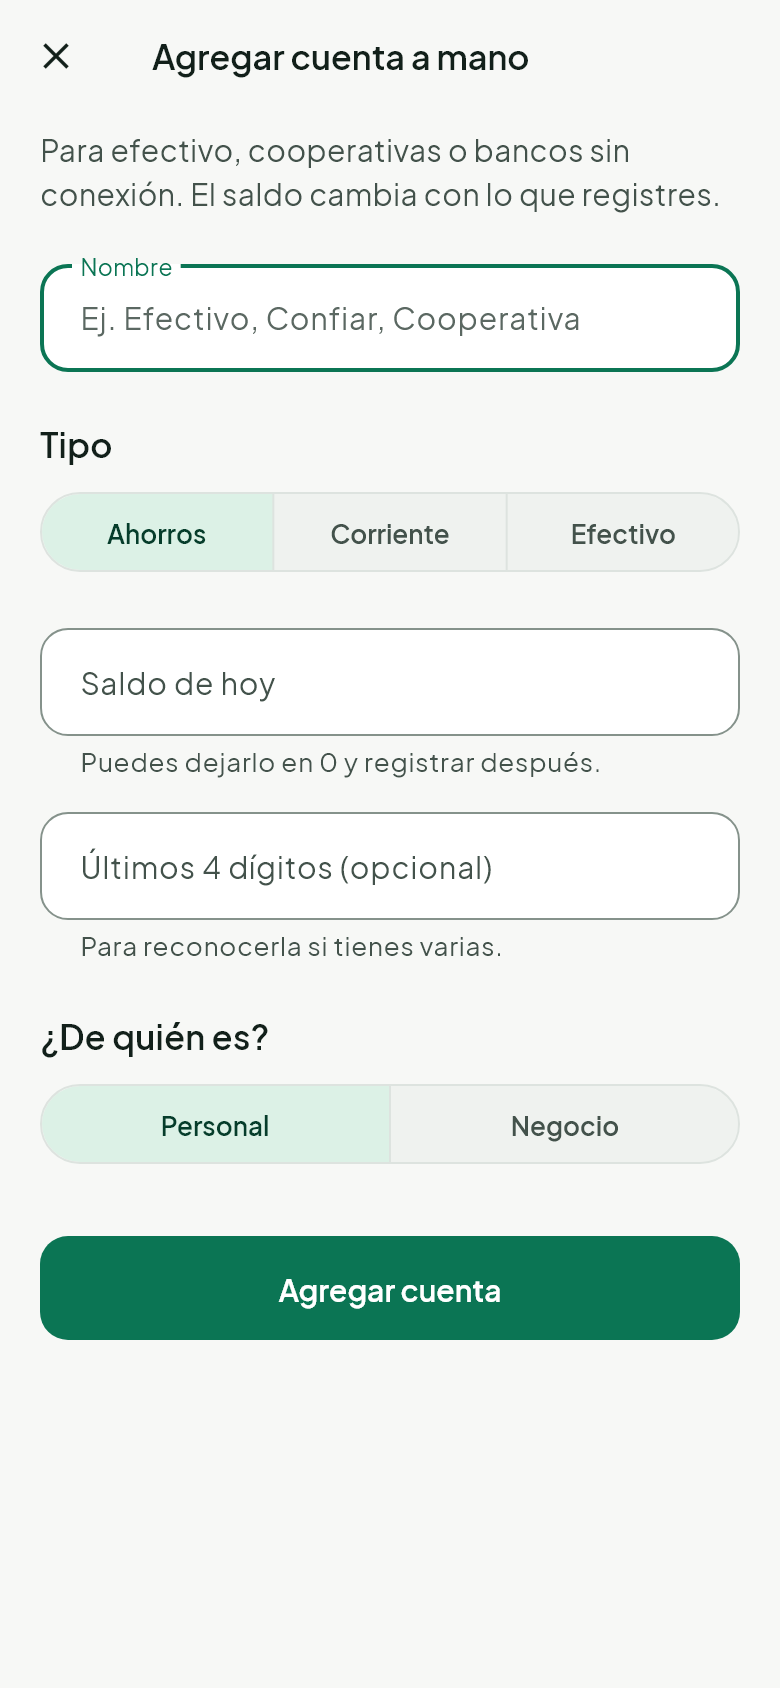 Agregar cuenta a mano
Para efectivo, cooperativas o bancos sin
conexión. El saldo cambia con lo que registres.
Nombre
Ej. Efectivo, Confiar, Cooperativa
Tipo
Ahorros
Corriente
Efectivo
Saldo de hoy
Puedes dejarlo en 0 y registrar después.
Últimos 4 dígitos (opcional)
Para reconocerla si tienes varias.
¿De quién es?
Personal
Negocio
Agregar cuenta